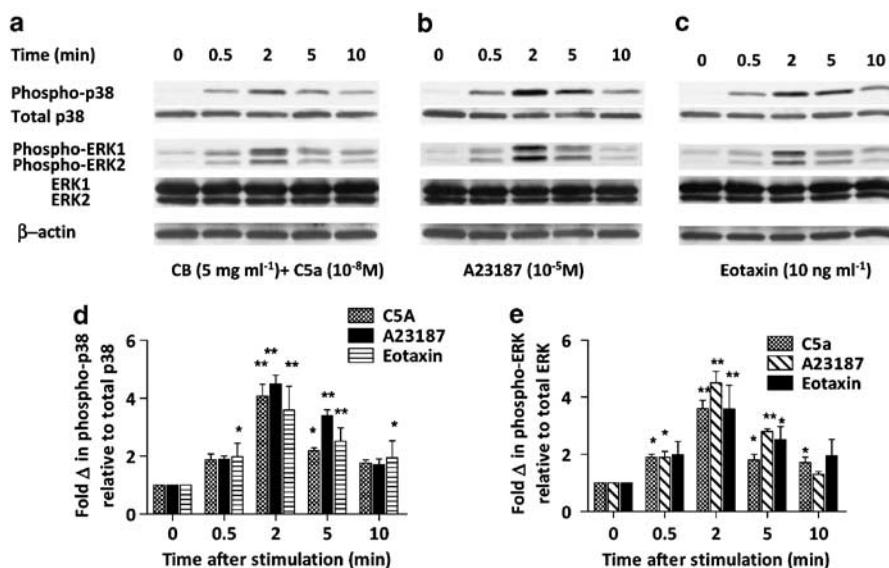 a b c
Time (min) 0 0.5 2 5 10 0 0.5 2 5 10 0 0.5 2 5 10
Phospho-p38
Total p38
Phospho-ERK1
Phospho-ERK2
ERK1
ERK2
β–actin
CB (5 mg ml⁻¹)+ C5a (10⁻⁸M) A23187 (10⁻⁵M) Eotaxin (10 ng ml⁻¹)
d e
Fold Δ in phospho-p38
relative to total p38
C5A
A23187
Eotaxin
6
4
2
0
** ** **
* * ** ** *
0 0.5 2 5 10
Time after stimulation (min)
Fold Δ in phospho-ERK
relative to total ERK
C5a
A23187
Eotaxin
6
4
2
0
** ** **
* * * ** * *
0 0.5 2 5 10
Time after stimulation (min)